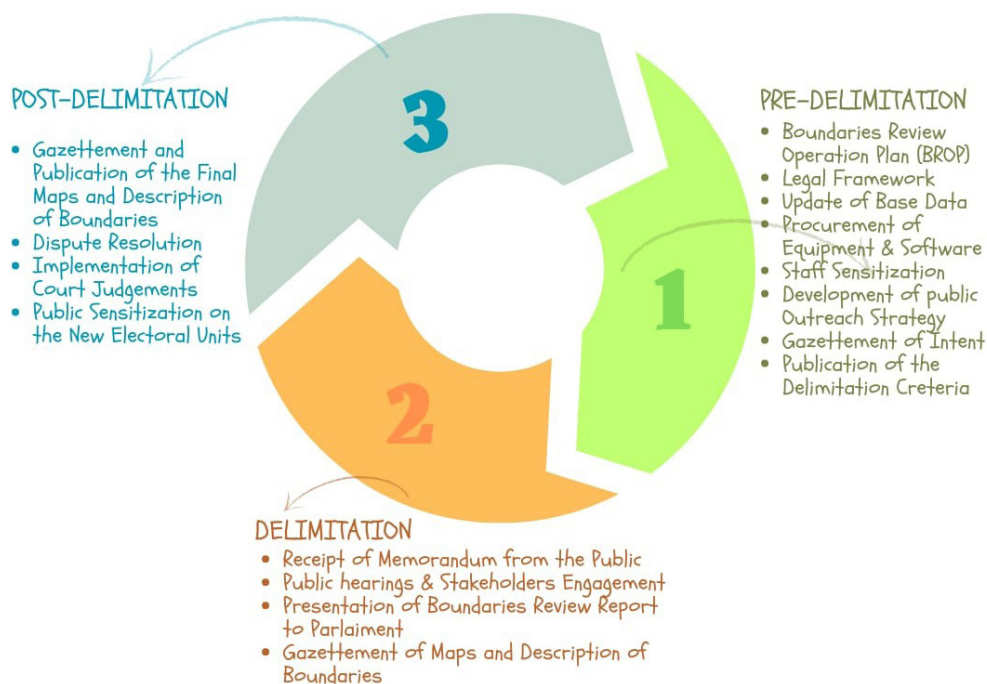 1
PRE-DELIMITATION
• Boundaries Review
Operation Plan (BROP)
• Legal Framework
• Update of Base Data
• Procurement of
Equipment & Software
• Staff Sensitization
• Development of public
Outreach Strategy
• Gazettement of Intent
• Publication of the
Delimitation Creteria
2
DELIMITATION
• Receipt of Memorandum from the Public
• Public hearings & Stakeholders Engagement
• Presentation of Boundaries Review Report
to Parlaiment
• Gazettement of Maps and Description of
Boundaries
3
POST-DELIMITATION
• Gazettement and
Publication of the Final
Maps and Description
of Boundaries
• Dispute Resolution
• Implementation of
Court Judgements
• Public Sensitization on
the New Electoral Units